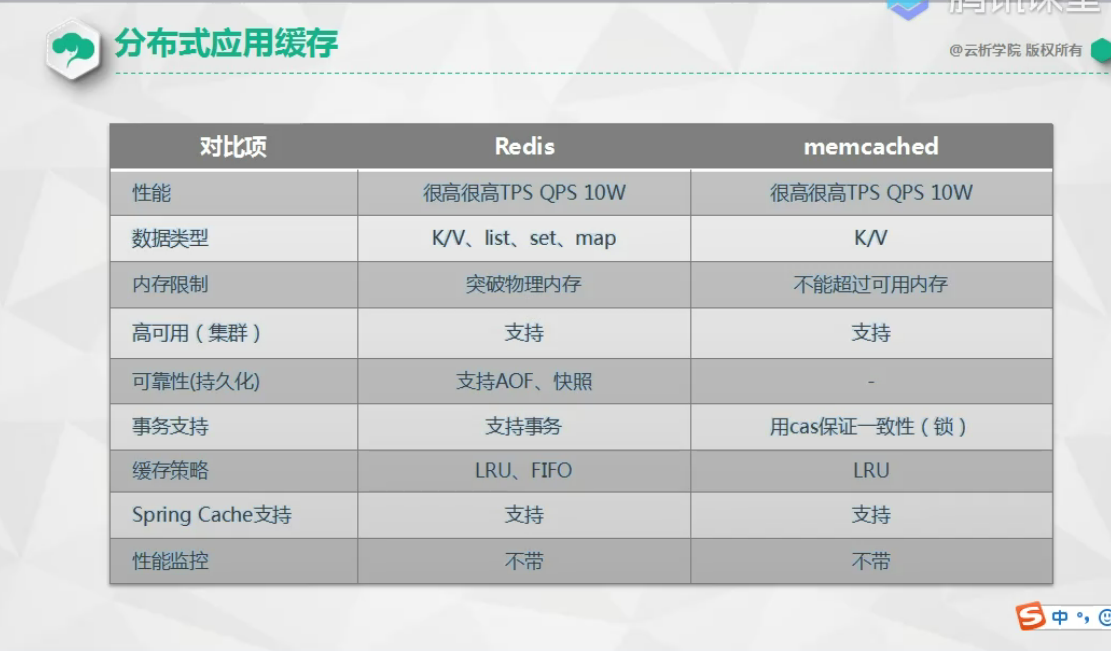 腾讯课堂
分布式应用缓存
@云析学院 版权所有
对比项 Redis memcached
性能 很高很高TPS QPS 10W 很高很高TPS QPS 10W
数据类型 K/V、list、set、map K/V
内存限制 突破物理内存 不能超过可用内存
高可用（集群） 支持 支持
可靠性(持久化) 支持AOF、快照 -
事务支持 支持事务 用cas保证一致性（锁）
缓存策略 LRU、FIFO LRU
Spring Cache支持 支持 支持
性能监控 不带 不带
S 中 °,